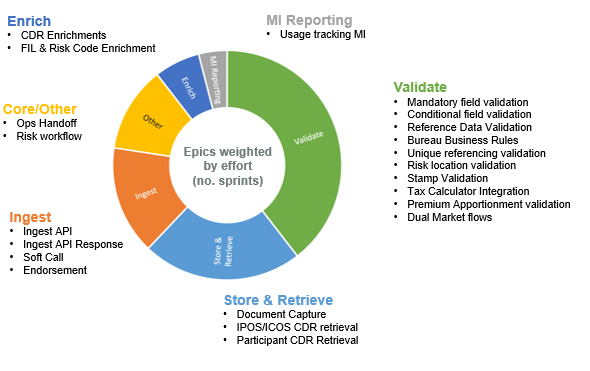 Enrich
• CDR Enrichments
• FIL & Risk Code Enrichment
MI Reporting
• Usage tracking MI
Core/Other
• Ops Handoff
• Risk workflow
Validate
• Mandatory field validation
• Conditional field validation
• Reference Data Validation
• Bureau Business Rules
• Unique referencing validation
• Risk location validation
• Stamp Validation
• Tax Calculator Integration
• Premium Apportionment validation
• Dual Market flows
Epics weighted
by effort
(no. sprints)
MI Reporting
Enrich
Other
Ingest
Store &
Retrieve
Validate
Ingest
• Ingest API
• Ingest API Response
• Soft Call
• Endorsement
Store & Retrieve
• Document Capture
• IPOS/ICOS CDR retrieval
• Participant CDR Retrieval